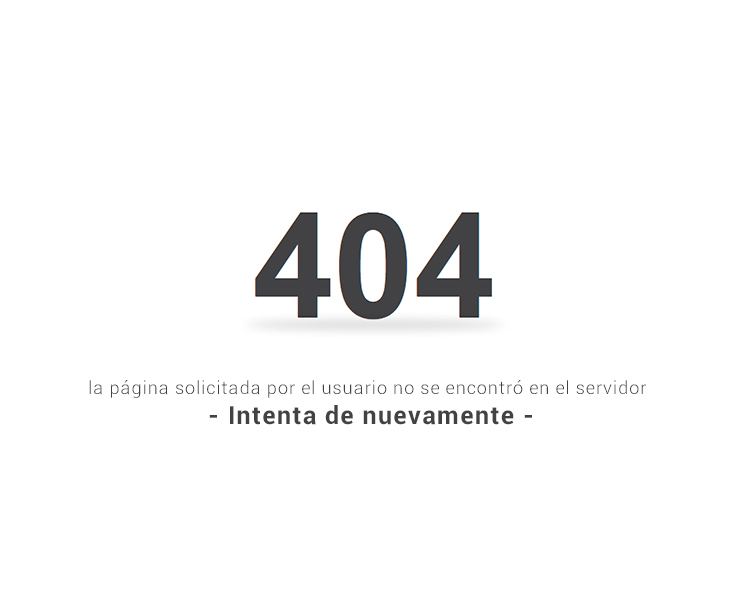 404
la página solicitada por el usuario no se encontró en el servidor
- Intenta de nuevamente -